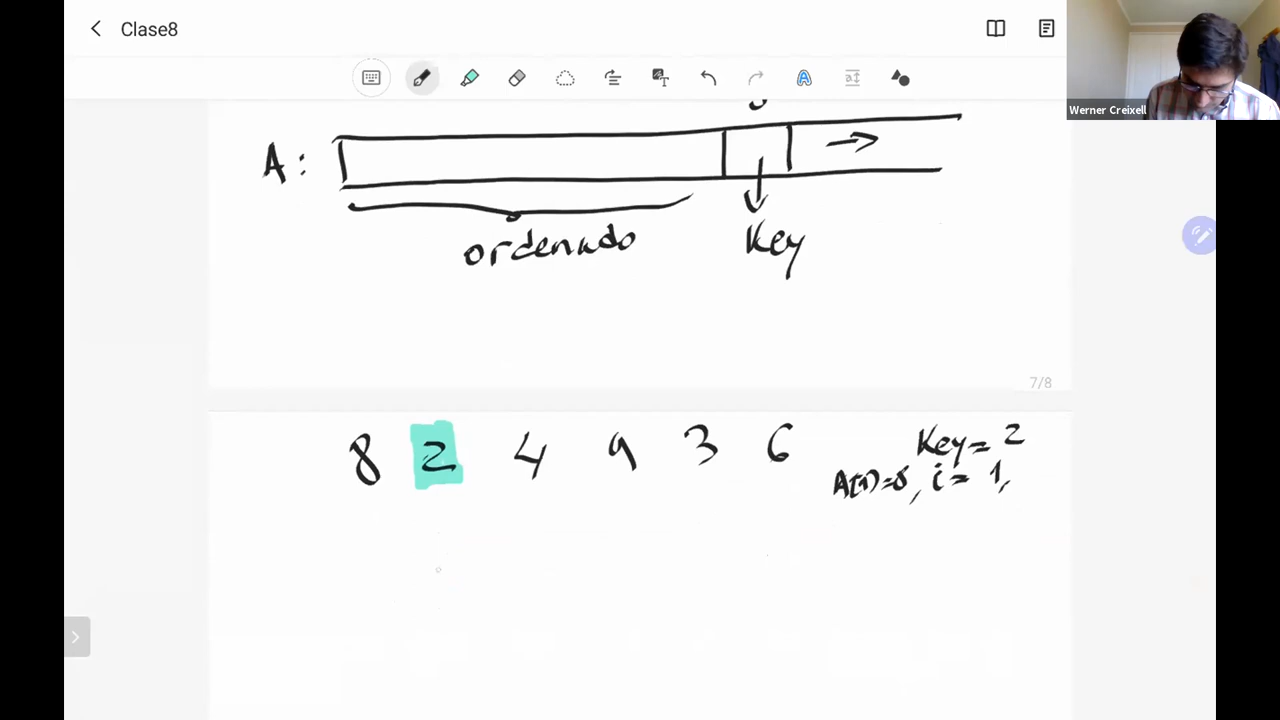 Clase8
Werner Creixell
A:
ordenado
Key
7/8
8 2 4 9 3 6
Key = 2
A(1)=8, i = 1,